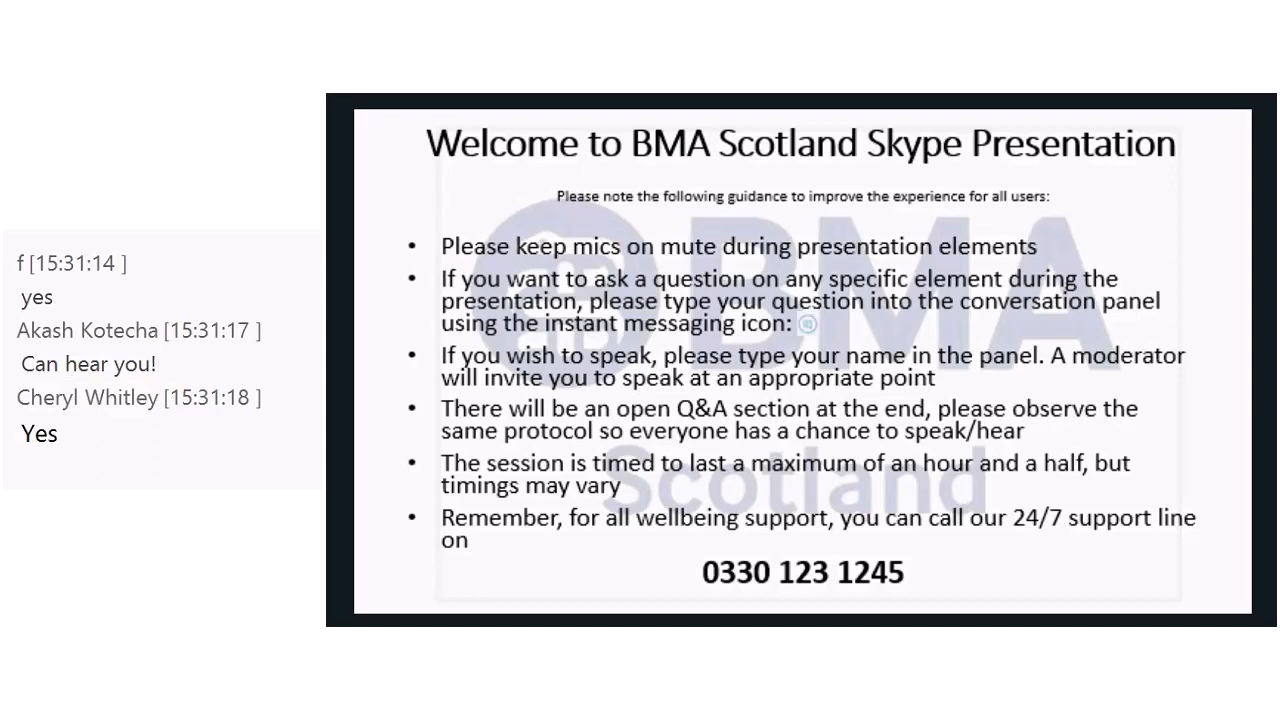 f [15:31:14 ]
yes
Akash Kotecha [15:31:17 ]
Can hear you!
Cheryl Whitley [15:31:18 ]
Yes
Welcome to BMA Scotland Skype Presentation
Please note the following guidance to improve the experience for all users:
• Please keep mics on mute during presentation elements
• If you want to ask a question on any specific element during the
presentation, please type your question into the conversation panel
using the instant messaging icon:
• If you wish to speak, please type your name in the panel. A moderator
will invite you to speak at an appropriate point
• There will be an open Q&A section at the end, please observe the
same protocol so everyone has a chance to speak/hear
• The session is timed to last a maximum of an hour and a half, but
timings may vary
• Remember, for all wellbeing support, you can call our 24/7 support line
on
0330 123 1245
BMA
Scotland